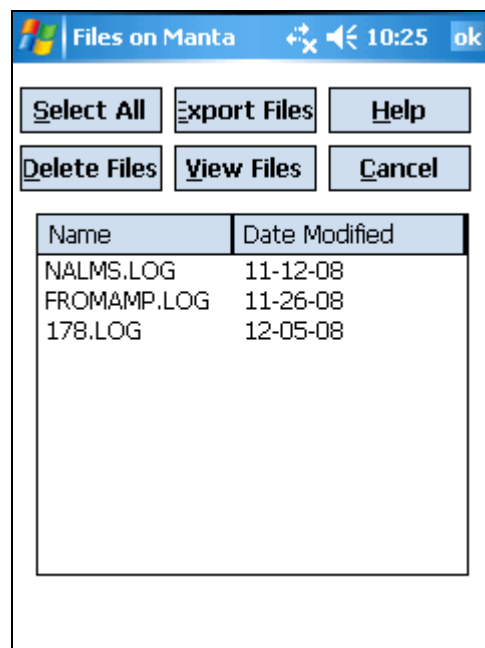 Files on Manta 10:25 ok
Select All Export Files Help
Delete Files View Files Cancel
Name Date Modified
NALMS.LOG 11-12-08
FROMAMP.LOG 11-26-08
178.LOG 12-05-08